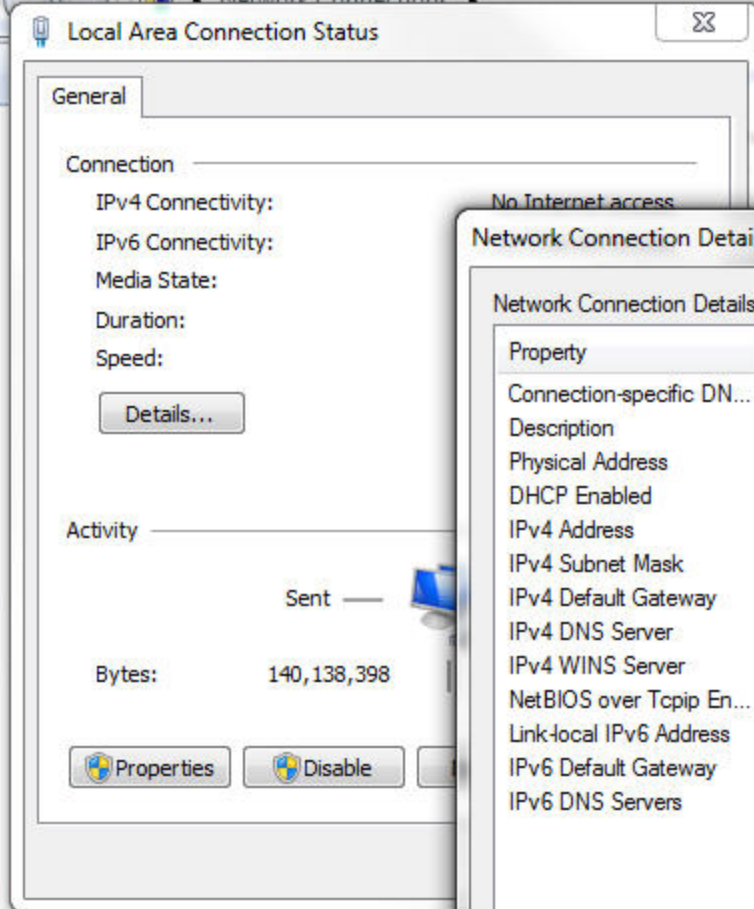 Local Area Connection Status
General
Connection
IPv4 Connectivity: No Internet access
IPv6 Connectivity:
Media State:
Duration:
Speed:
Details...
Activity
Sent
Bytes: 140,138,398
Properties Disable
Network Connection Detai
Network Connection Details
Property
Connection-specific DN...
Description
Physical Address
DHCP Enabled
IPv4 Address
IPv4 Subnet Mask
IPv4 Default Gateway
IPv4 DNS Server
IPv4 WINS Server
NetBIOS over Tcpip En...
Link-local IPv6 Address
IPv6 Default Gateway
IPv6 DNS Servers